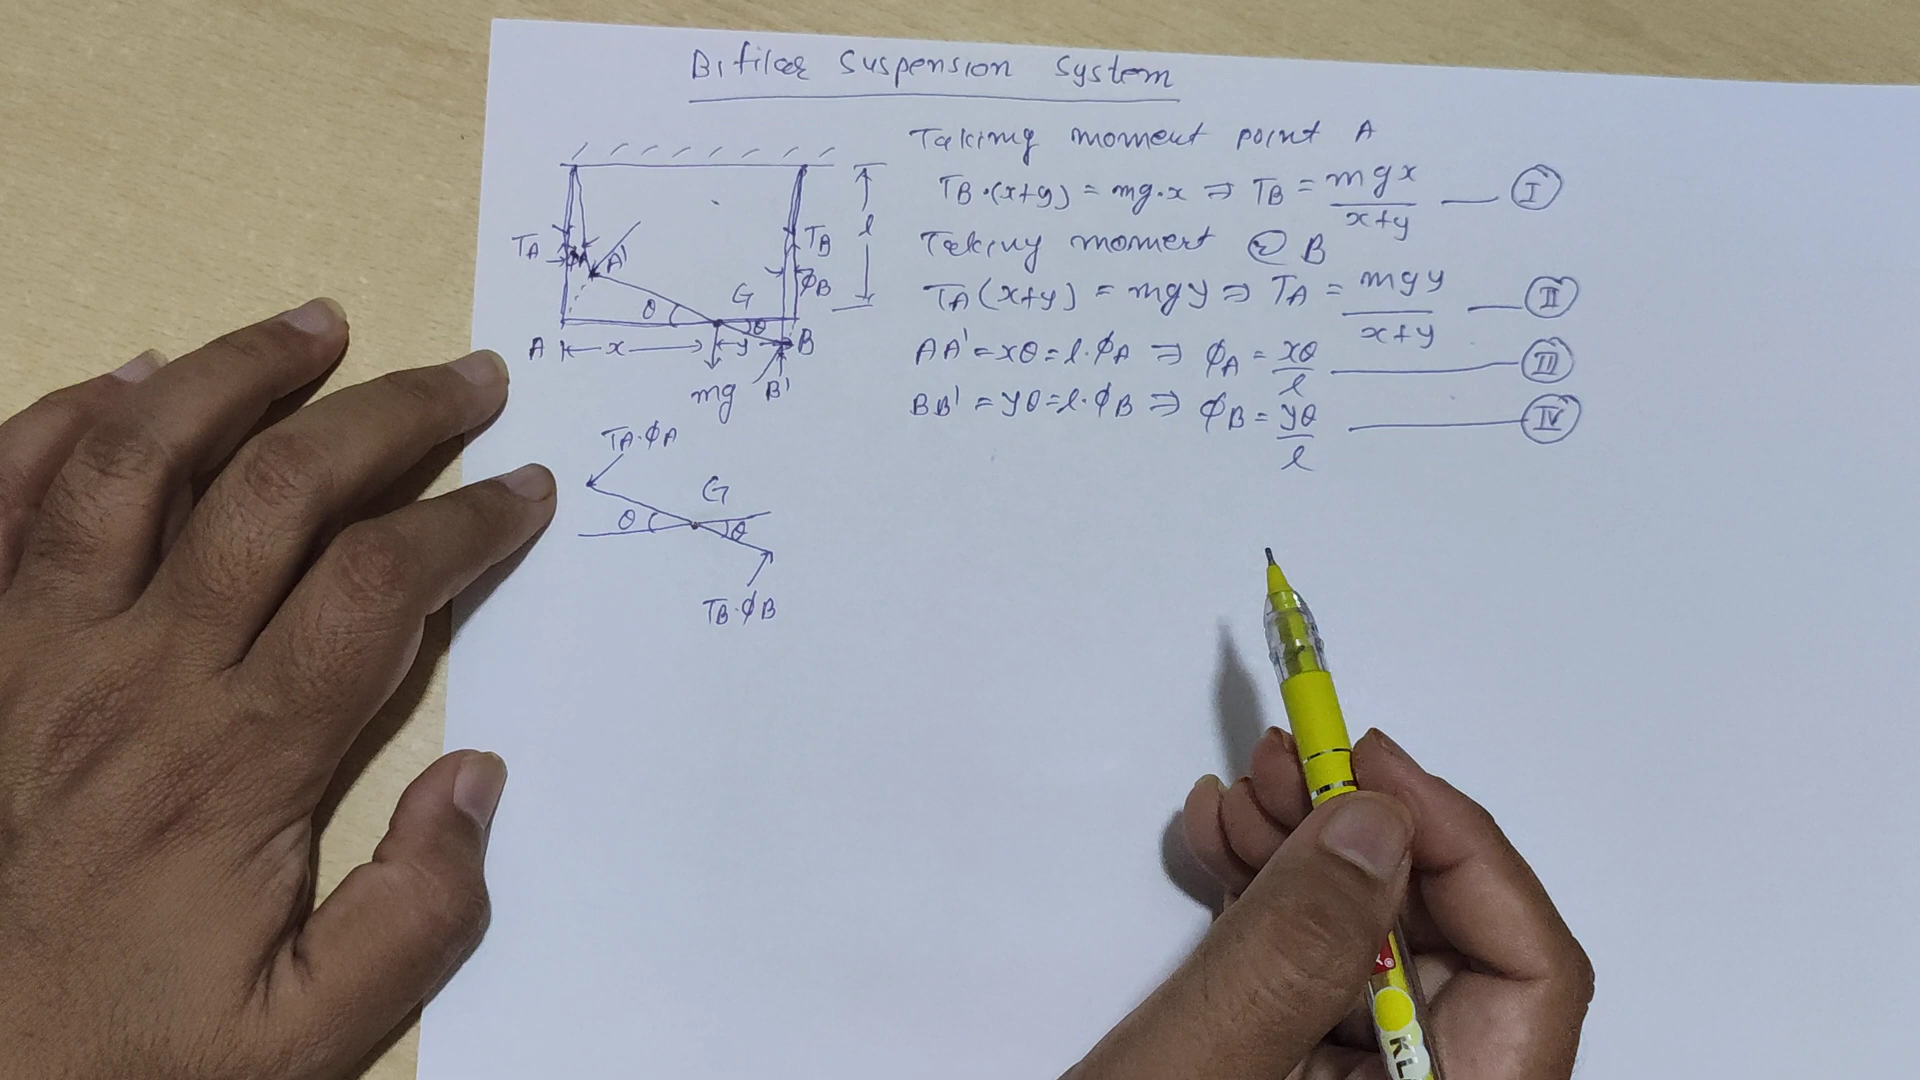 Bifilar Suspension System
Taking moment point A
TB·(x+y) = mg·x ⇒ TB = mgx / x+y — I
Taking moment @ B
TA(x+y) = mgy ⇒ TA = mgy / x+y — II
AA' = xθ = l·ϕA ⇒ ϕA = xθ / l — III
BB' = yθ = l·ϕB ⇒ ϕB = yθ / l — IV
l
TA
ϕA
A'
TB
ϕB
θ
G
θ
A
x
y
B
mg
B'
TA·ϕA
G
θ
θ
TB·ϕB